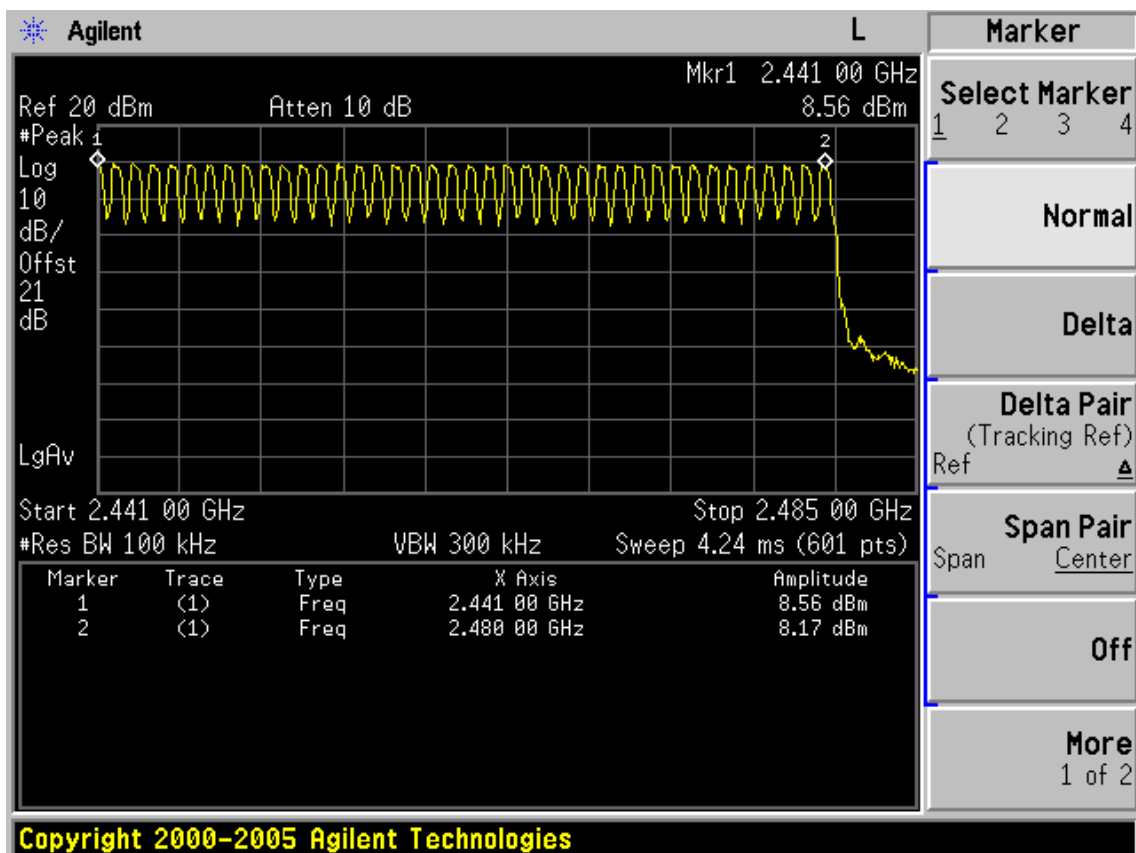 Agilent L
Marker
Mkr1 2.441 00 GHz
Ref 20 dBm Atten 10 dB 8.56 dBm
#Peak
Log
10
dB/
Offst
21
dB
LgAv
1
2
Start 2.441 00 GHz Stop 2.485 00 GHz
#Res BW 100 kHz VBW 300 kHz Sweep 4.24 ms (601 pts)
Marker Trace Type X Axis Amplitude
1 (1) Freq 2.441 00 GHz 8.56 dBm
2 (1) Freq 2.480 00 GHz 8.17 dBm
Select Marker
1 2 3 4
Normal
Delta
Delta Pair
(Tracking Ref)
Ref Δ
Span Pair
Span Center
Off
More
1 of 2
Copyright 2000-2005 Agilent Technologies